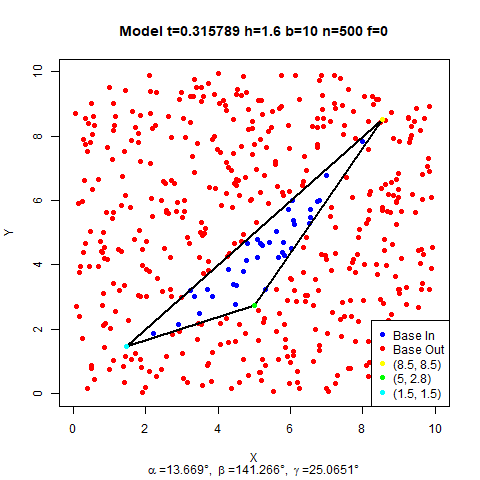 Model t=0.315789 h=1.6 b=10 n=500 f=0
10
8
6
4
2
0
Y
Base In
Base Out
(8.5, 8.5)
(5, 2.8)
(1.5, 1.5)
0 2 4 6 8 10
X
α =13.669°, β =141.266°, γ =25.0651°